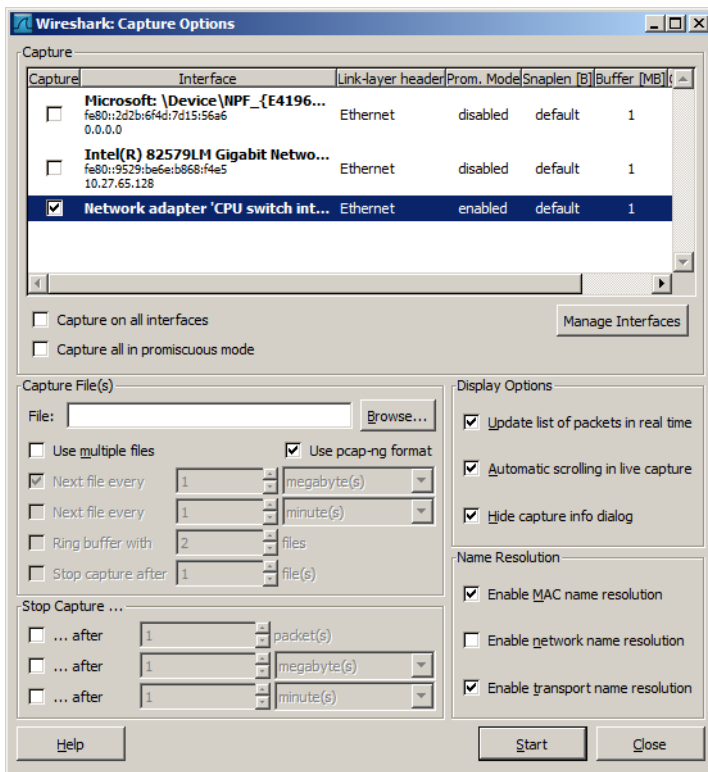 Wireshark: Capture Options
Capture
Capture Interface Link-layer header Prom. Mode Snaplen [B] Buffer [MB]
Microsoft: \Device\NPF_{E4196...
fe80::2d2b:6f4d:7d15:56a6
0.0.0.0
Ethernet disabled default 1
Intel(R) 82579LM Gigabit Netwo...
fe80::9529:be6e:b868:f4e5
10.27.65.128
Ethernet disabled default 1
Network adapter 'CPU switch int... Ethernet enabled default 1
Capture on all interfaces
Manage Interfaces
Capture all in promiscuous mode
Capture File(s)
File: Browse...
Use multiple files Use pcap-ng format
Next file every 1 megabyte(s)
Next file every 1 minute(s)
Ring buffer with 2 files
Stop capture after 1 file(s)
Stop Capture ...
... after 1 packet(s)
... after 1 megabyte(s)
... after 1 minute(s)
Display Options
Update list of packets in real time
Automatic scrolling in live capture
Hide capture info dialog
Name Resolution
Enable MAC name resolution
Enable network name resolution
Enable transport name resolution
Help Start Close